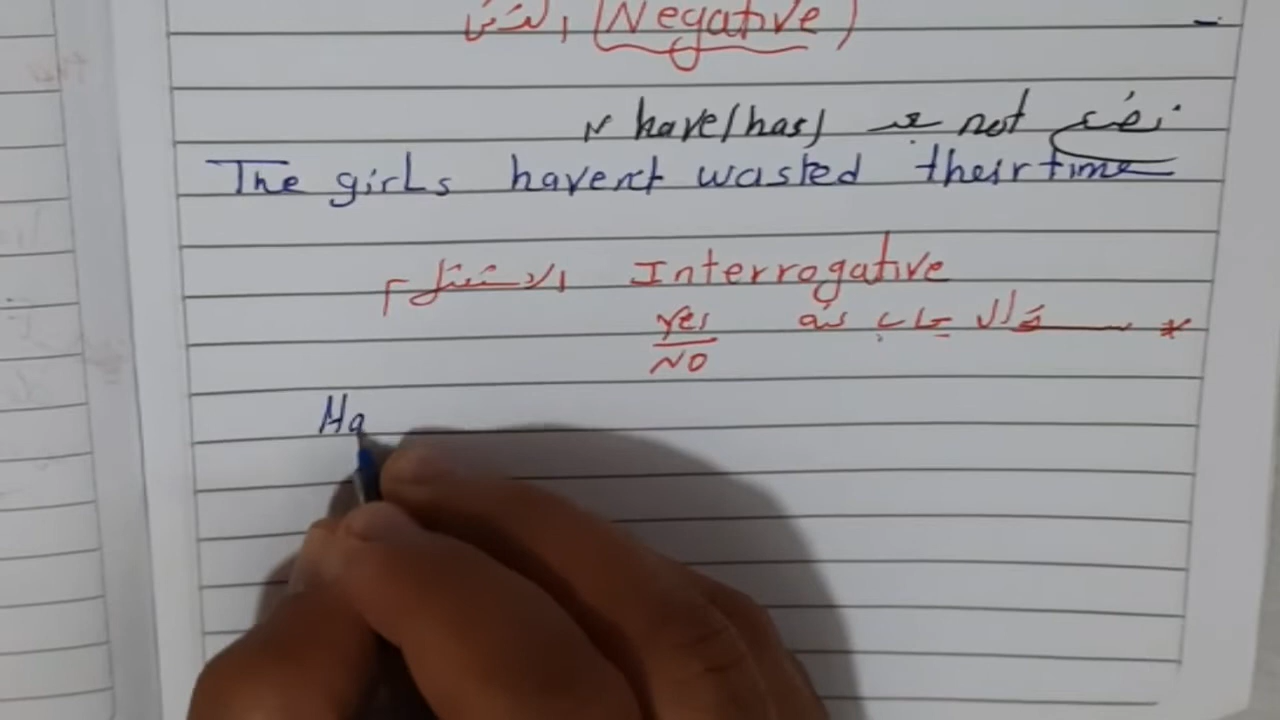 (Negative) النفي
نضع not بعد have/has/
The girls haven't wasted their time
Interrogative الاستفهام
* سؤال يجاب عنه Yes
No
Ha